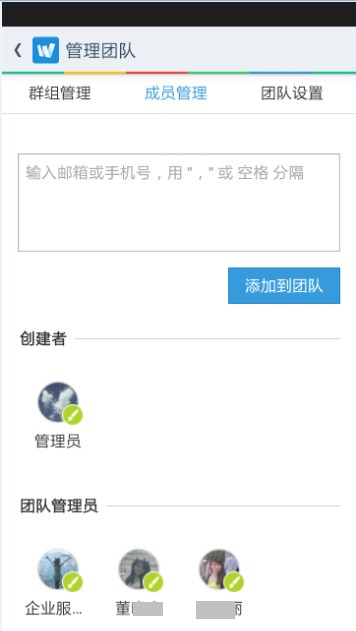 管理团队
群组管理 成员管理 团队设置
输入邮箱或手机号，用 "，" 或 空格 分隔
添加到团队
创建者
管理员
团队管理员
企业服... 董 丽